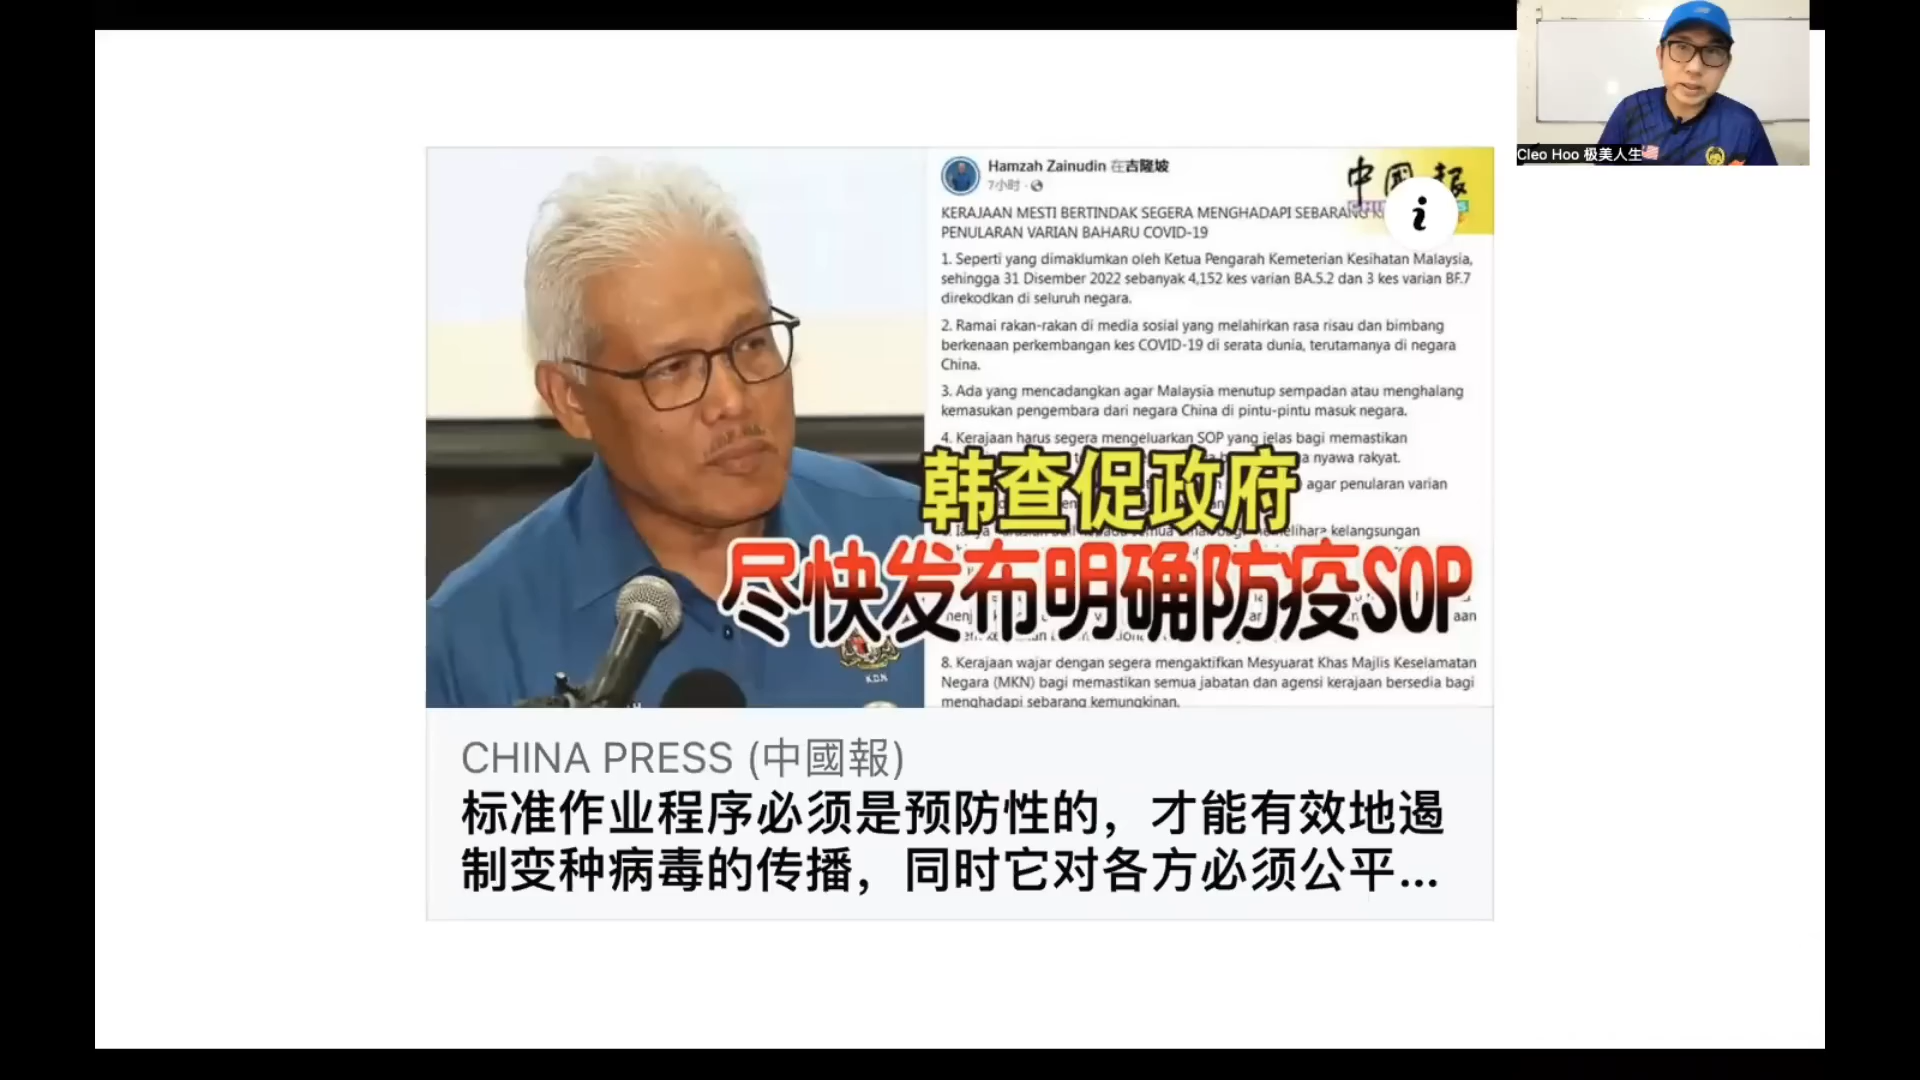 Cleo Hoo 极美人生
Hamzah Zainudin 在吉隆坡
7小时
中國報
KERAJAAN MESTI BERTINDAK SEGERA MENGHADAPI SEBARANG
PENULARAN VARIAN BAHARU COVID-19
1. Seperti yang dimaklumkan oleh Ketua Pengarah Kementerian Kesihatan Malaysia,
sehingga 31 Disember 2022 sebanyak 4,152 kes varian BA.5.2 dan 3 kes varian BF.7
direkodkan di seluruh negara.
2. Ramai rakan-rakan di media sosial yang melahirkan rasa risau dan bimbang
berkenaan perkembangan kes COVID-19 di serata dunia, terutamanya di negara
China.
3. Ada yang mencadangkan agar Malaysia menutup sempadan atau menghalang
kemasukan pengembara dari negara China di pintu-pintu masuk negara.
4. Kerajaan harus segera mengeluarkan SOP yang jelas bagi memastikan
nyawa rakyat.
agar penularan varian
韩查促政府
kelangsungan
尽快发布明确防疫SOP
K.D.N
8. Kerajaan wajar dengan segera mengaktifkan Mesyuarat Khas Majlis Keselamatan
Negara (MKN) bagi memastikan semua jabatan dan agensi kerajaan bersedia bagi
menghadapi sebarang kemungkinan.
CHINA PRESS (中國報)
标准作业程序必须是预防性的，才能有效地遏
制变种病毒的传播，同时它对各方必须公平...